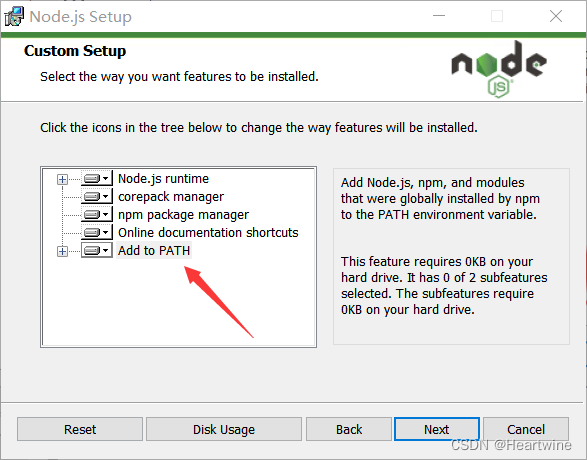 Node.js Setup
Custom Setup
Select the way you want features to be installed.
node
JS
Click the icons in the tree below to change the way features will be installed.
Node.js runtime
corepack manager
npm package manager
Online documentation shortcuts
Add to PATH
Add Node.js, npm, and modules
that were globally installed by npm
to the PATH environment variable.
This feature requires 0KB on your
hard drive. It has 0 of 2 subfeatures
selected. The subfeatures require
0KB on your hard drive.
Reset
Disk Usage
Back
Next
Cancel
CSDN @Heartwine